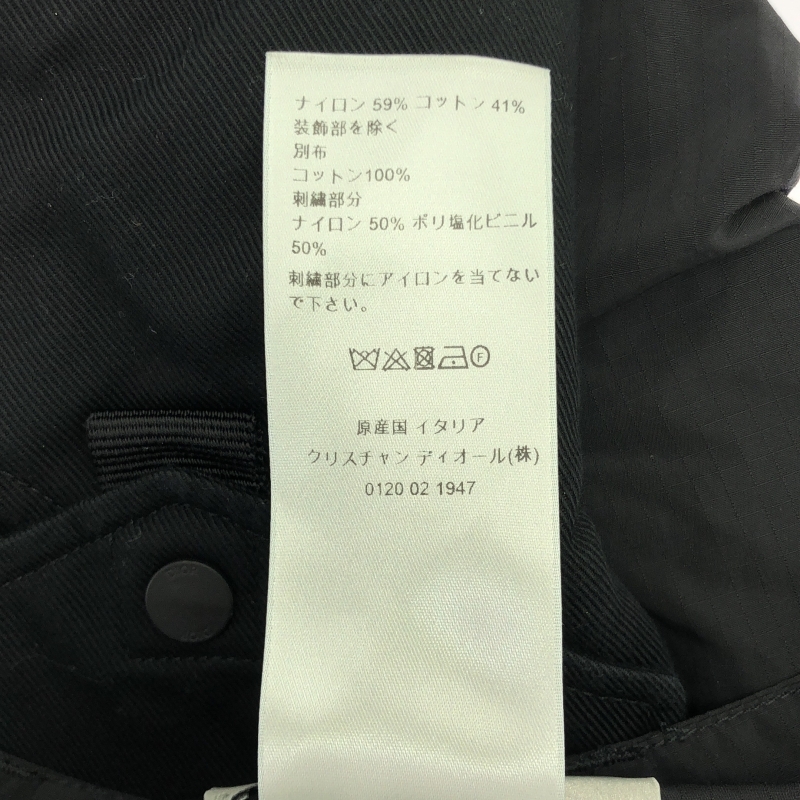 ナイロン 59% コットン 41%
装飾部を除く
別布
コットン100%
刺繍部分
ナイロン 50% ポリ塩化ビニル
50%
刺繍部分にアイロンを当てない
で下さい。
F
原産国 イタリア
クリスチャン ディオール(株)
0120 02 1947